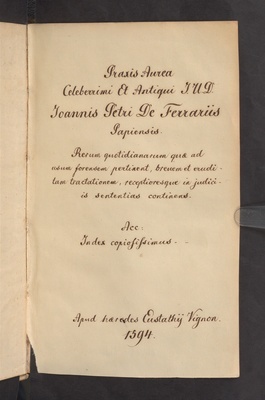 Praxis Aurea
Celeberrimi Et Antiqui I.U.D.
Ioannis Petri De Ferrariis
Papiensis.
Rerum quotidianarum quæ ad
usum forensem pertinent, brevem et erudi-
tam tractationem, receptioresque in judici-
is sententias continens.
Acc:
Index copiosissimus - -
Apud hæredes Eustathij Vignon.
1594.